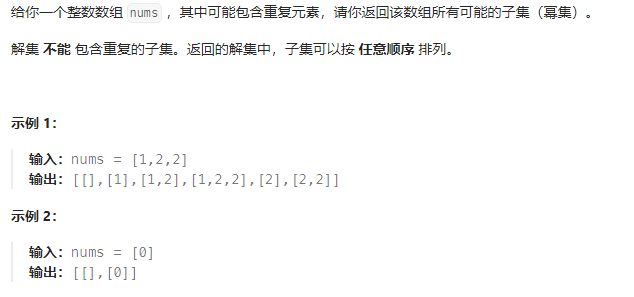 给你一个整数数组 nums ，其中可能包含重复元素，请你返回该数组所有可能的子集（幂集）。
解集 不能 包含重复的子集。返回的解集中，子集可以按 任意顺序 排列。
示例 1：
输入：nums = [1,2,2]
输出：[[],[1],[1,2],[1,2,2],[2],[2,2]]
示例 2：
输入：nums = [0]
输出：[[],[0]]